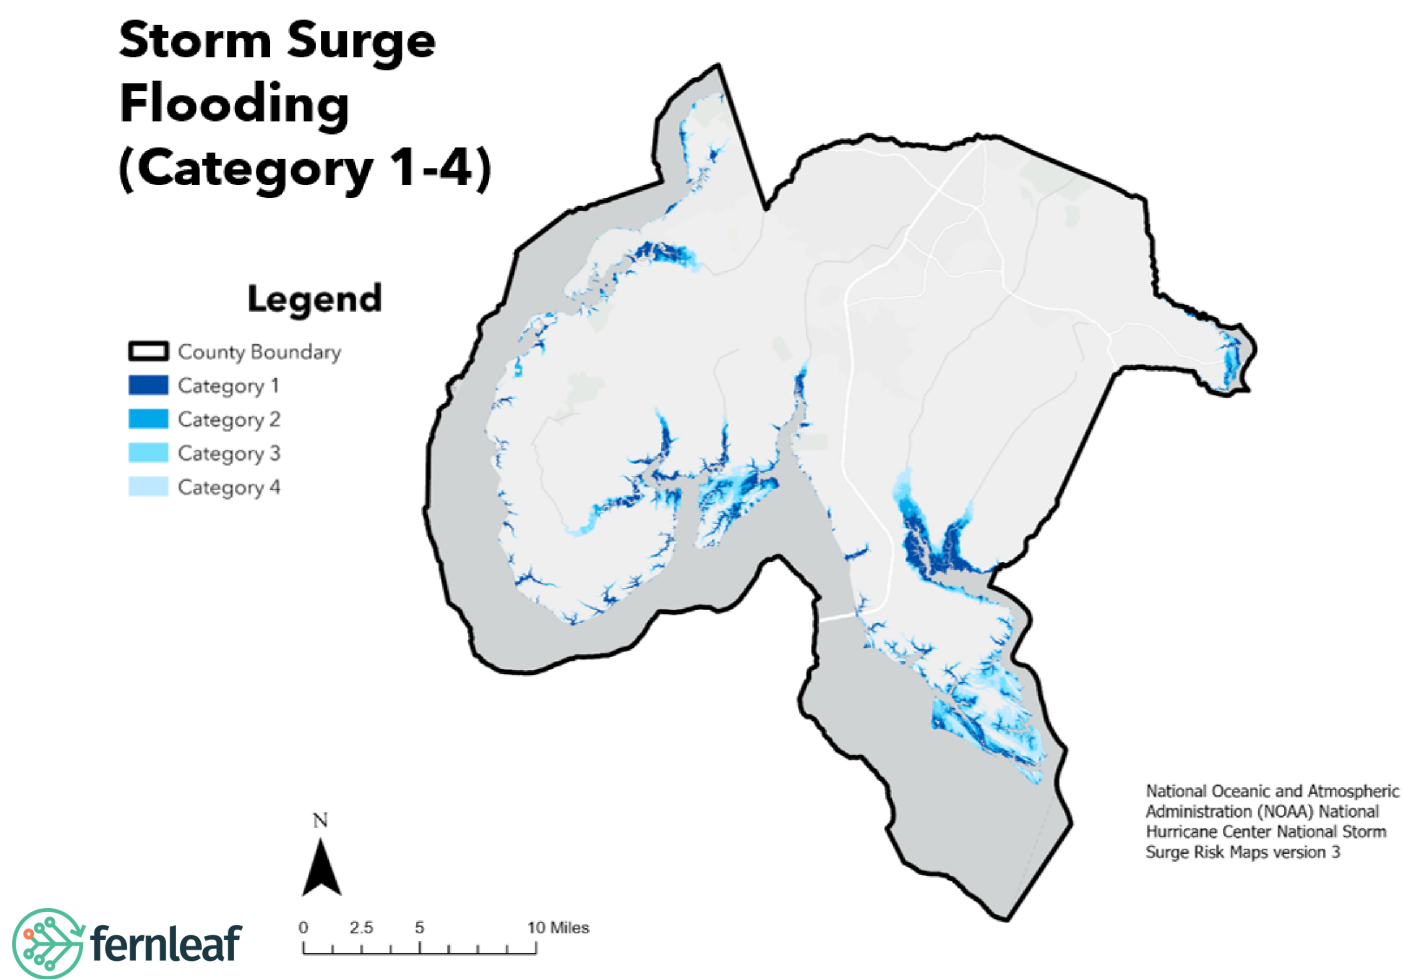 Storm Surge
Flooding
(Category 1-4)
Legend
County Boundary
Category 1
Category 2
Category 3
Category 4
National Oceanic and Atmospheric
Administration (NOAA) National
Hurricane Center National Storm
Surge Risk Maps version 3
N
0 2.5 5 10 Miles
fernleaf